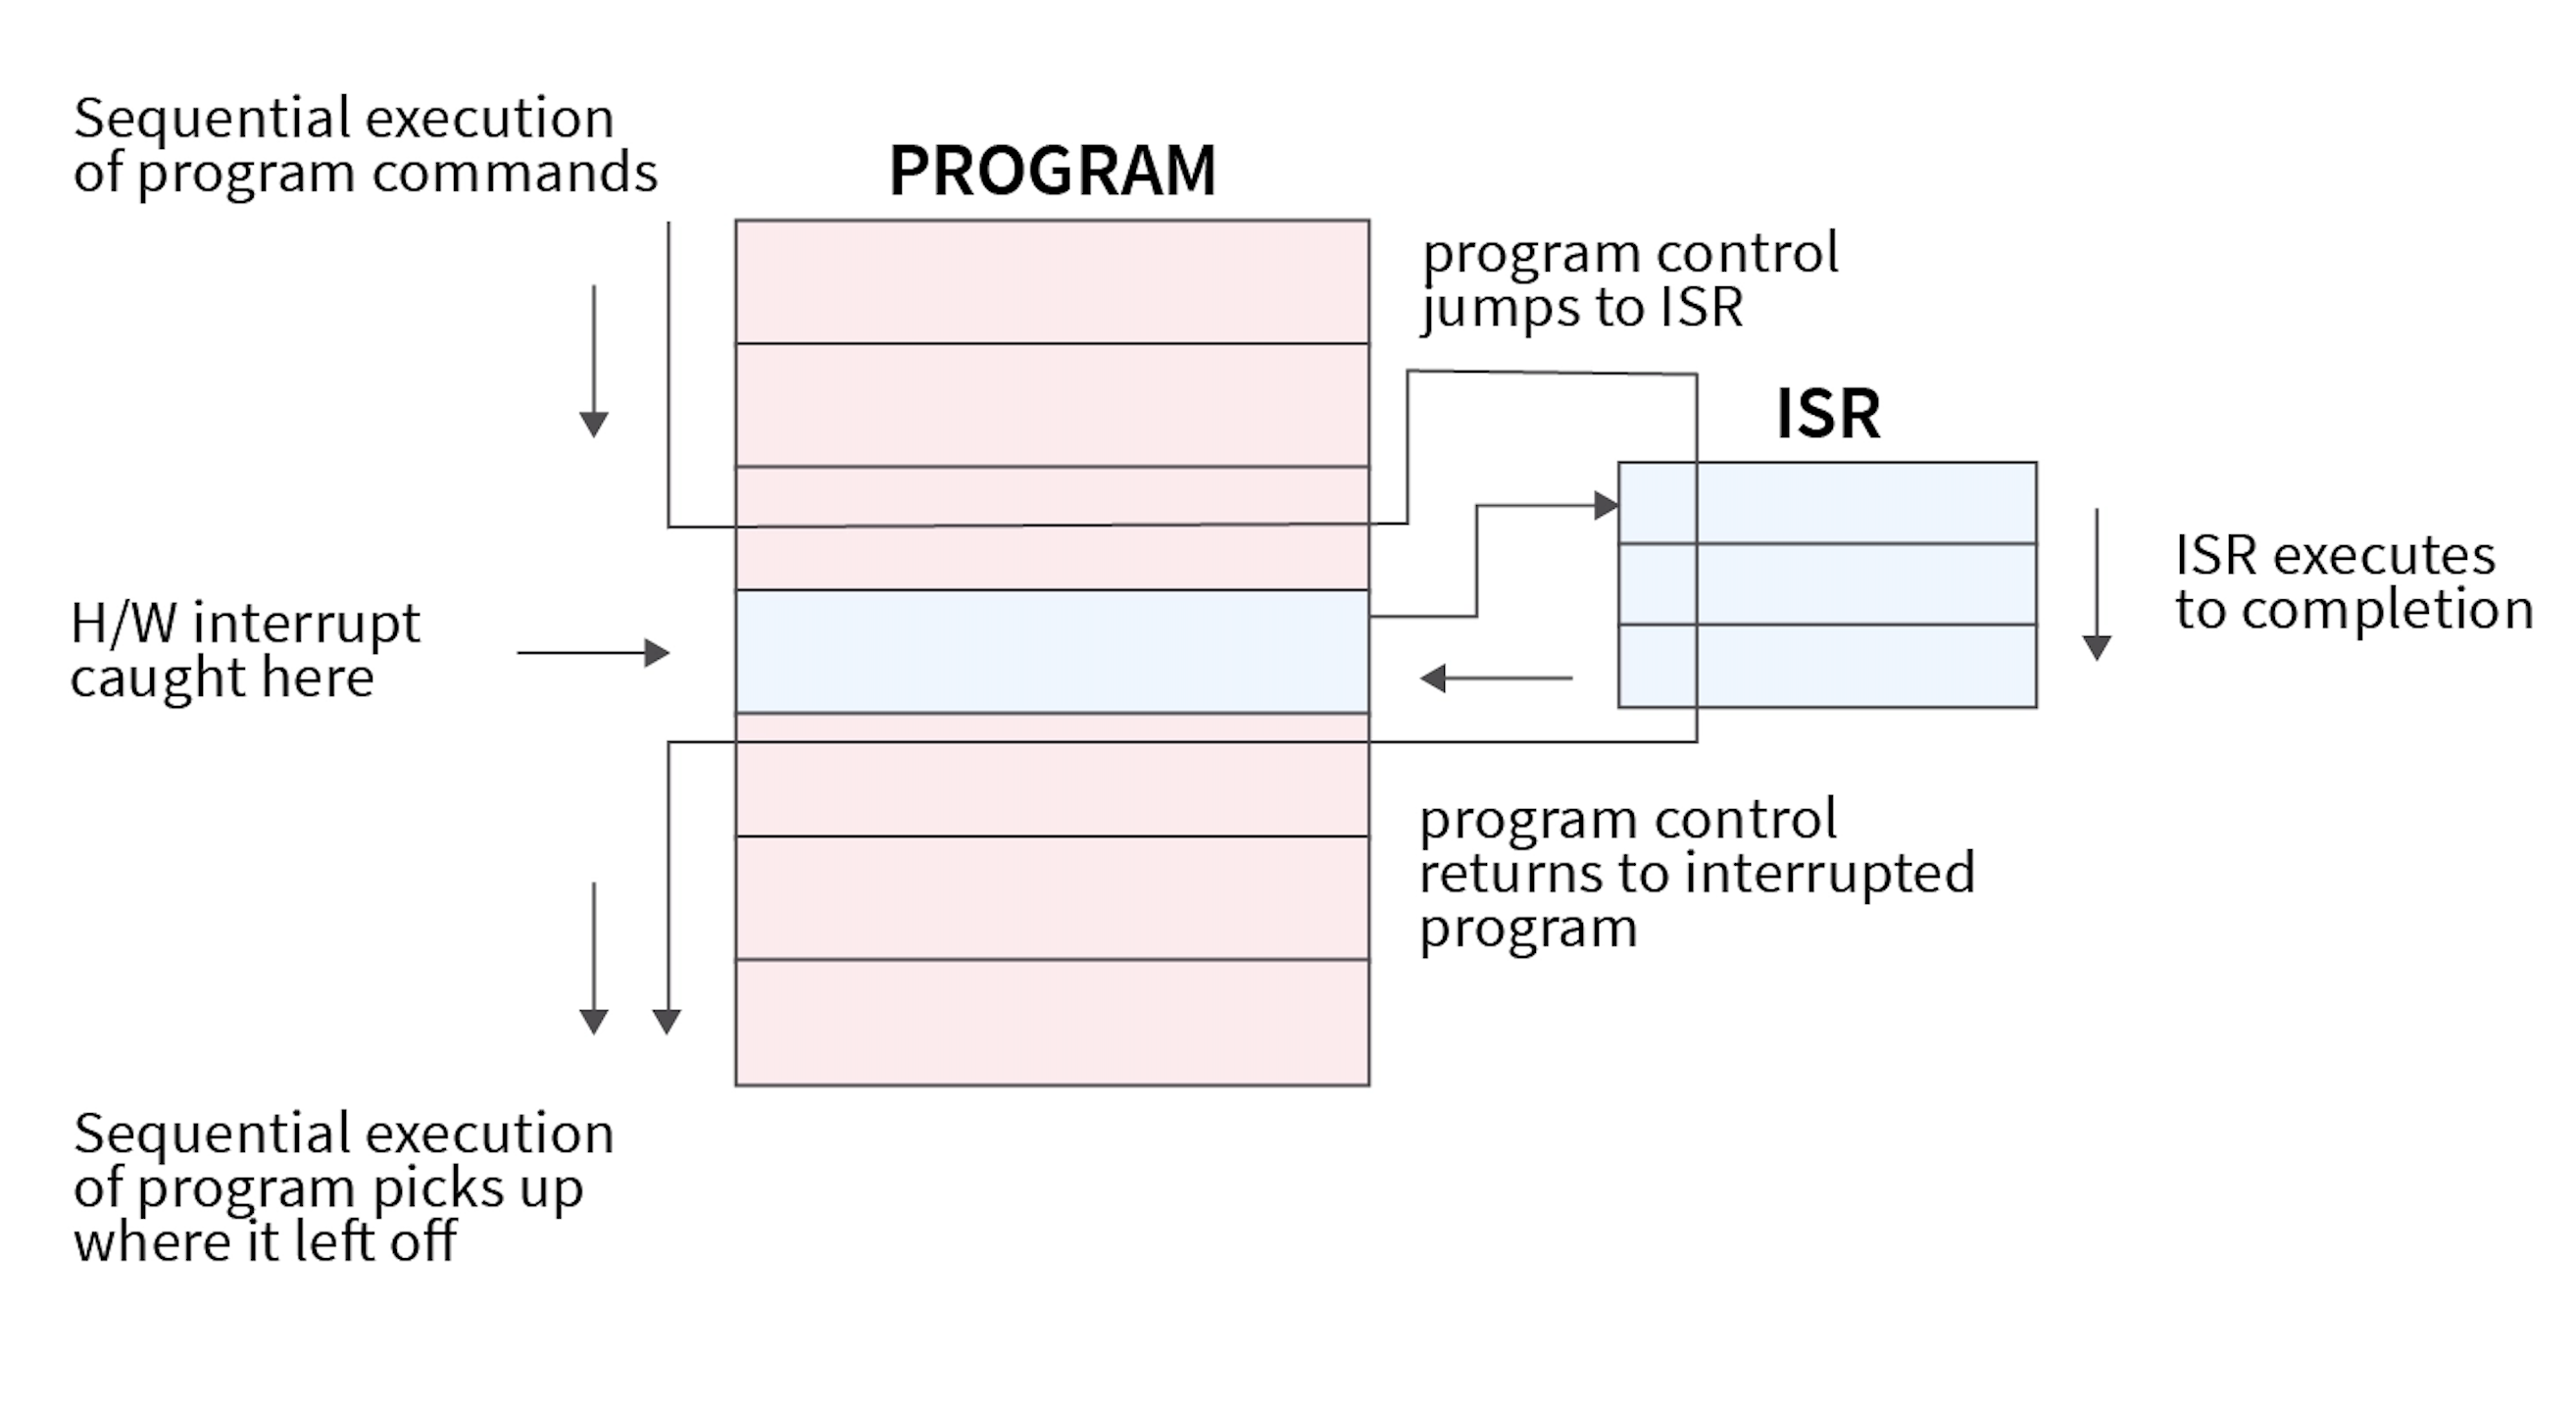 Sequential execution
of program commands
PROGRAM
program control
jumps to ISR
ISR
H/W interrupt
caught here
ISR executes
to completion
program control
returns to interrupted
program
Sequential execution
of program picks up
where it left off